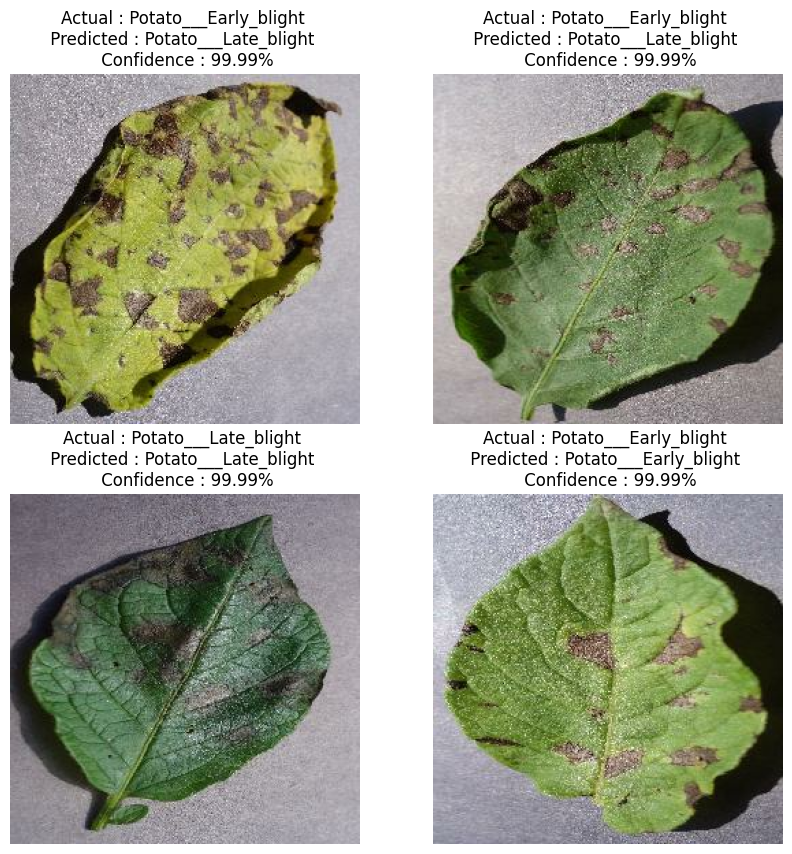 Actual : Potato___Early_blight
Predicted : Potato___Late_blight
Confidence : 99.99%
Actual : Potato___Early_blight
Predicted : Potato___Late_blight
Confidence : 99.99%
Actual : Potato___Late_blight
Predicted : Potato___Late_blight
Confidence : 99.99%
Actual : Potato___Early_blight
Predicted : Potato___Early_blight
Confidence : 99.99%